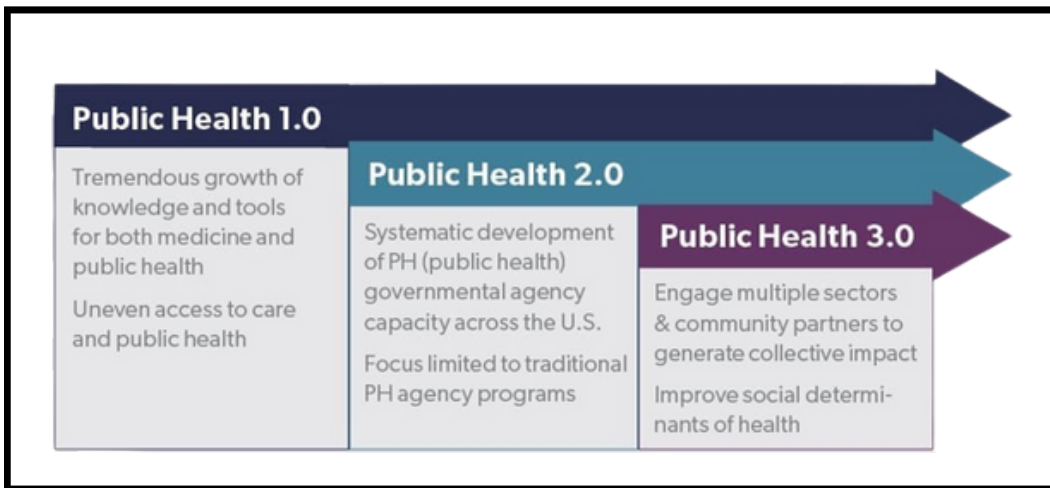 Public Health 1.0
Tremendous growth of
knowledge and tools
for both medicine and
public health
Uneven access to care
and public health
Public Health 2.0
Systematic development
of PH (public health)
governmental agency
capacity across the U.S.
Focus limited to traditional
PH agency programs
Public Health 3.0
Engage multiple sectors
& community partners to
generate collective impact
Improve social determi-
nants of health